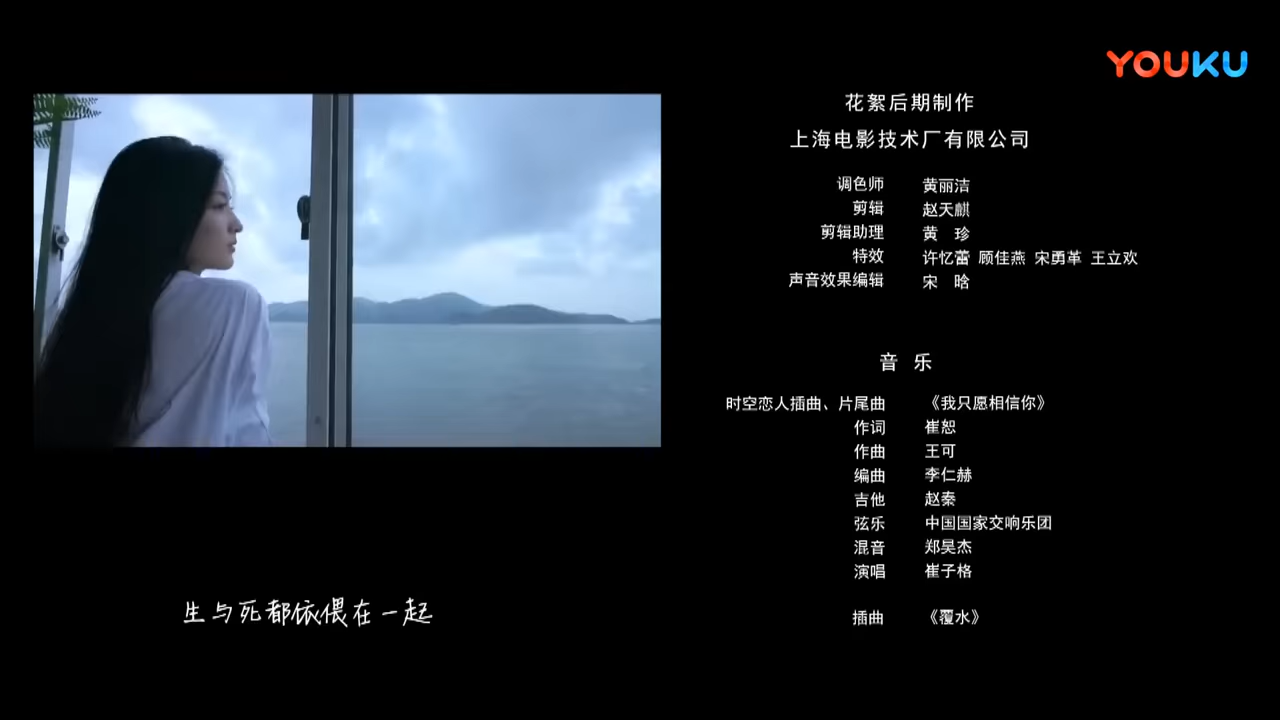 YOUKU
花絮后期制作
上海电影技术厂有限公司
调色师 黄丽洁
剪辑 赵天麒
剪辑助理 黄 珍
特效 许忆蕾 顾佳燕 宋勇革 王立欢
声音效果编辑 宋 晗
音 乐
时空恋人插曲、片尾曲 《我只愿相信你》
作词 崔恕
作曲 王可
编曲 李仁赫
吉他 赵秦
弦乐 中国国家交响乐团
混音 郑昊杰
演唱 崔子格
插曲 《覆水》
生与死都依偎在一起